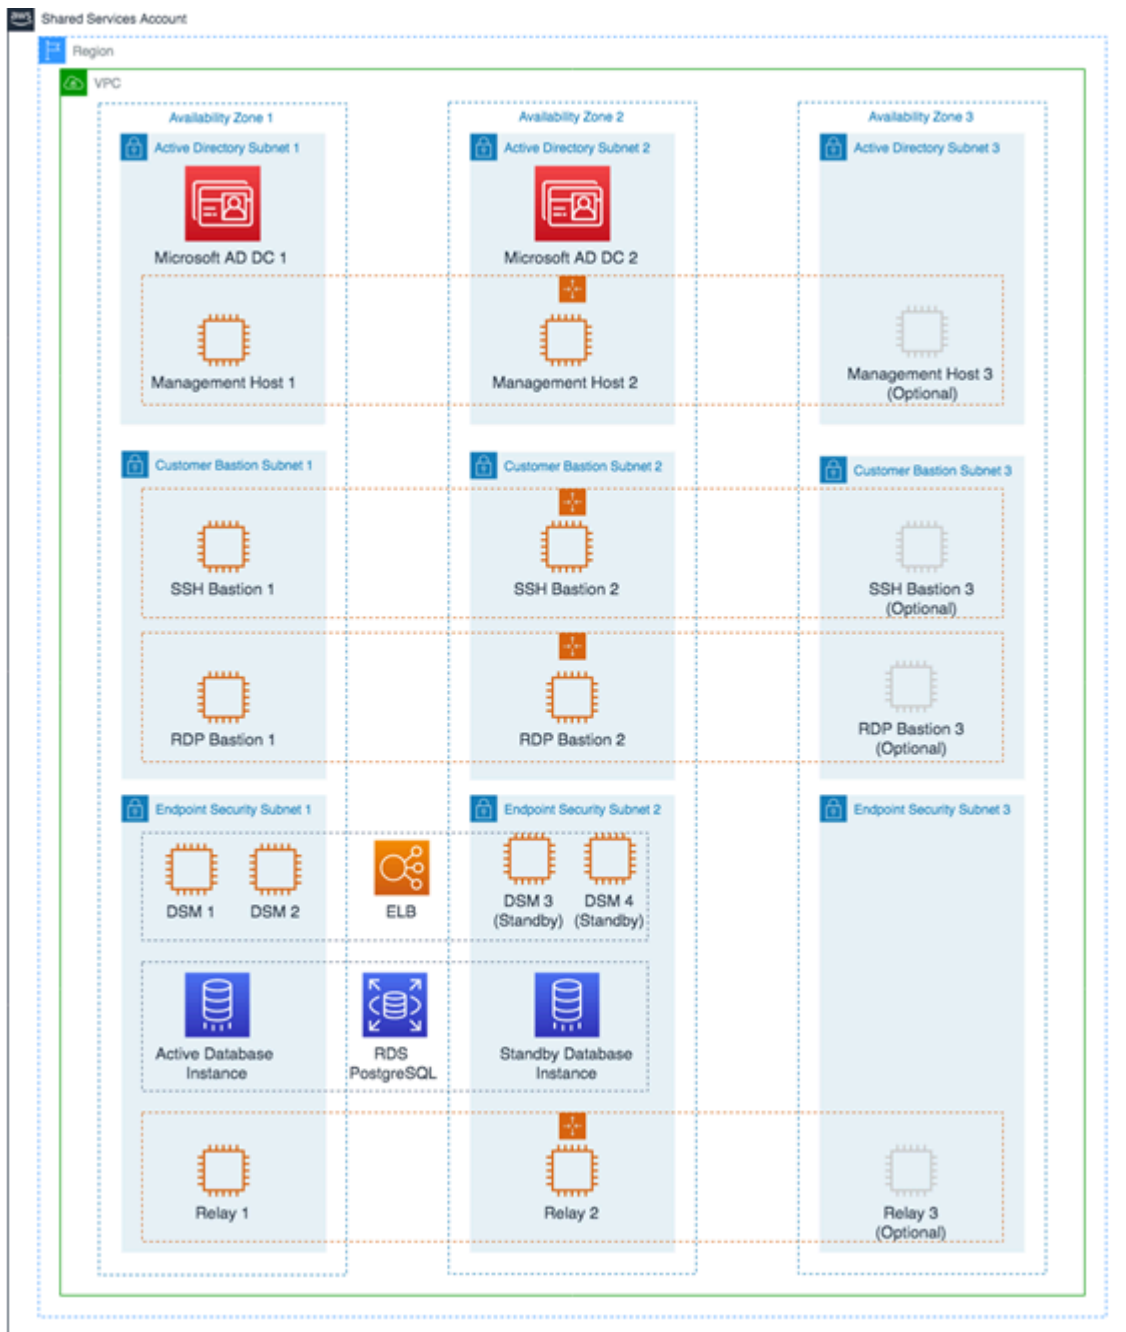 aws
Shared Services Account
Region
VPC
Availability Zone 1
Availability Zone 2
Availability Zone 3
Active Directory Subnet 1
Active Directory Subnet 2
Active Directory Subnet 3
Microsoft AD DC 1
Microsoft AD DC 2
Management Host 1
Management Host 2
Management Host 3
(Optional)
Customer Bastion Subnet 1
Customer Bastion Subnet 2
Customer Bastion Subnet 3
SSH Bastion 1
SSH Bastion 2
SSH Bastion 3
(Optional)
RDP Bastion 1
RDP Bastion 2
RDP Bastion 3
(Optional)
Endpoint Security Subnet 1
Endpoint Security Subnet 2
Endpoint Security Subnet 3
DSM 1
DSM 2
ELB
DSM 3
(Standby)
DSM 4
(Standby)
Active Database
Instance
RDS
PostgreSQL
Standby Database
Instance
Relay 1
Relay 2
Relay 3
(Optional)